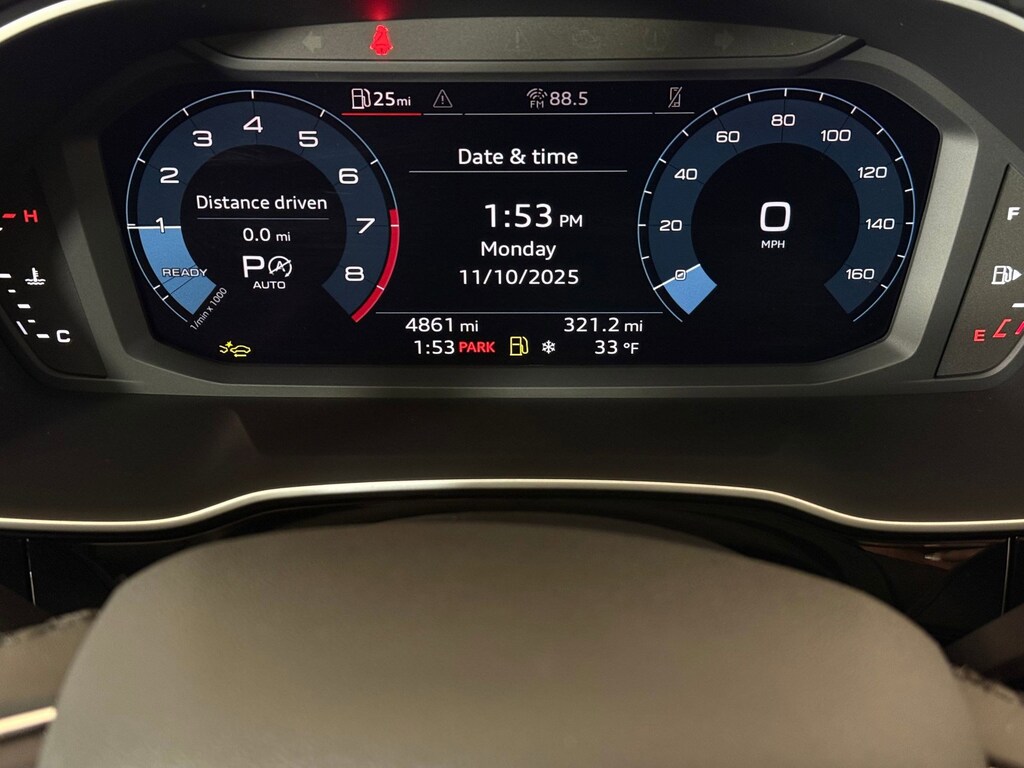 25mi
FM 88.5
Date & time
1:53 PM
Monday
11/10/2025
4861 mi 321.2 mi
1:53 PARK 33 °F
1 2 3 4 5 6 7 8
Distance driven
0.0 mi
P A
AUTO
READY
1/min x 1000
0 20 40 60 80 100 120 140 160
0
MPH
H
C
F
E